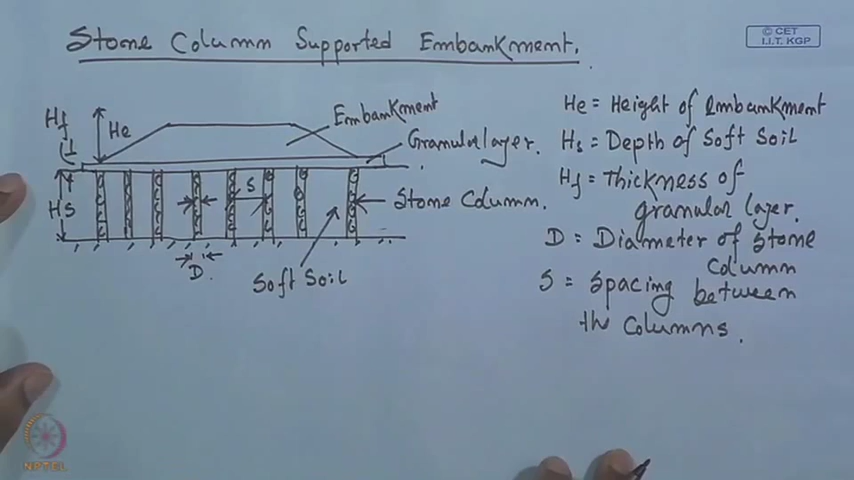 Stone Column Supported Embankment.
© CET
I.I.T. KGP
Hf
He
Embankment
Granular layer.
S
HS
Stone Column.
D.
Soft Soil
He = Height of Embankment
Hs = Depth of Soft Soil
Hf = Thickness of
granular layer.
D = Diameter of Stone
column
S = Spacing between
the columns.
NPTEL